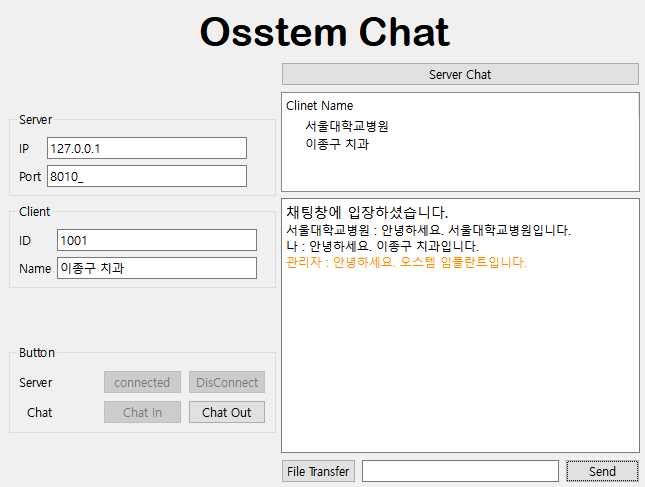 Osstem Chat
Server Chat
Clinet Name
서울대학교병원
이종구 치과
Server
IP 127.0.0.1
Port 8010_
Client
ID 1001
Name 이종구 치과
채팅창에 입장하셨습니다.
서울대학교병원 : 안녕하세요. 서울대학교병원입니다.
나 : 안녕하세요. 이종구 치과입니다.
관리자 : 안녕하세요. 오스템 임플란트입니다.
Button
Server connected DisConnect
Chat Chat In Chat Out
File Transfer Send